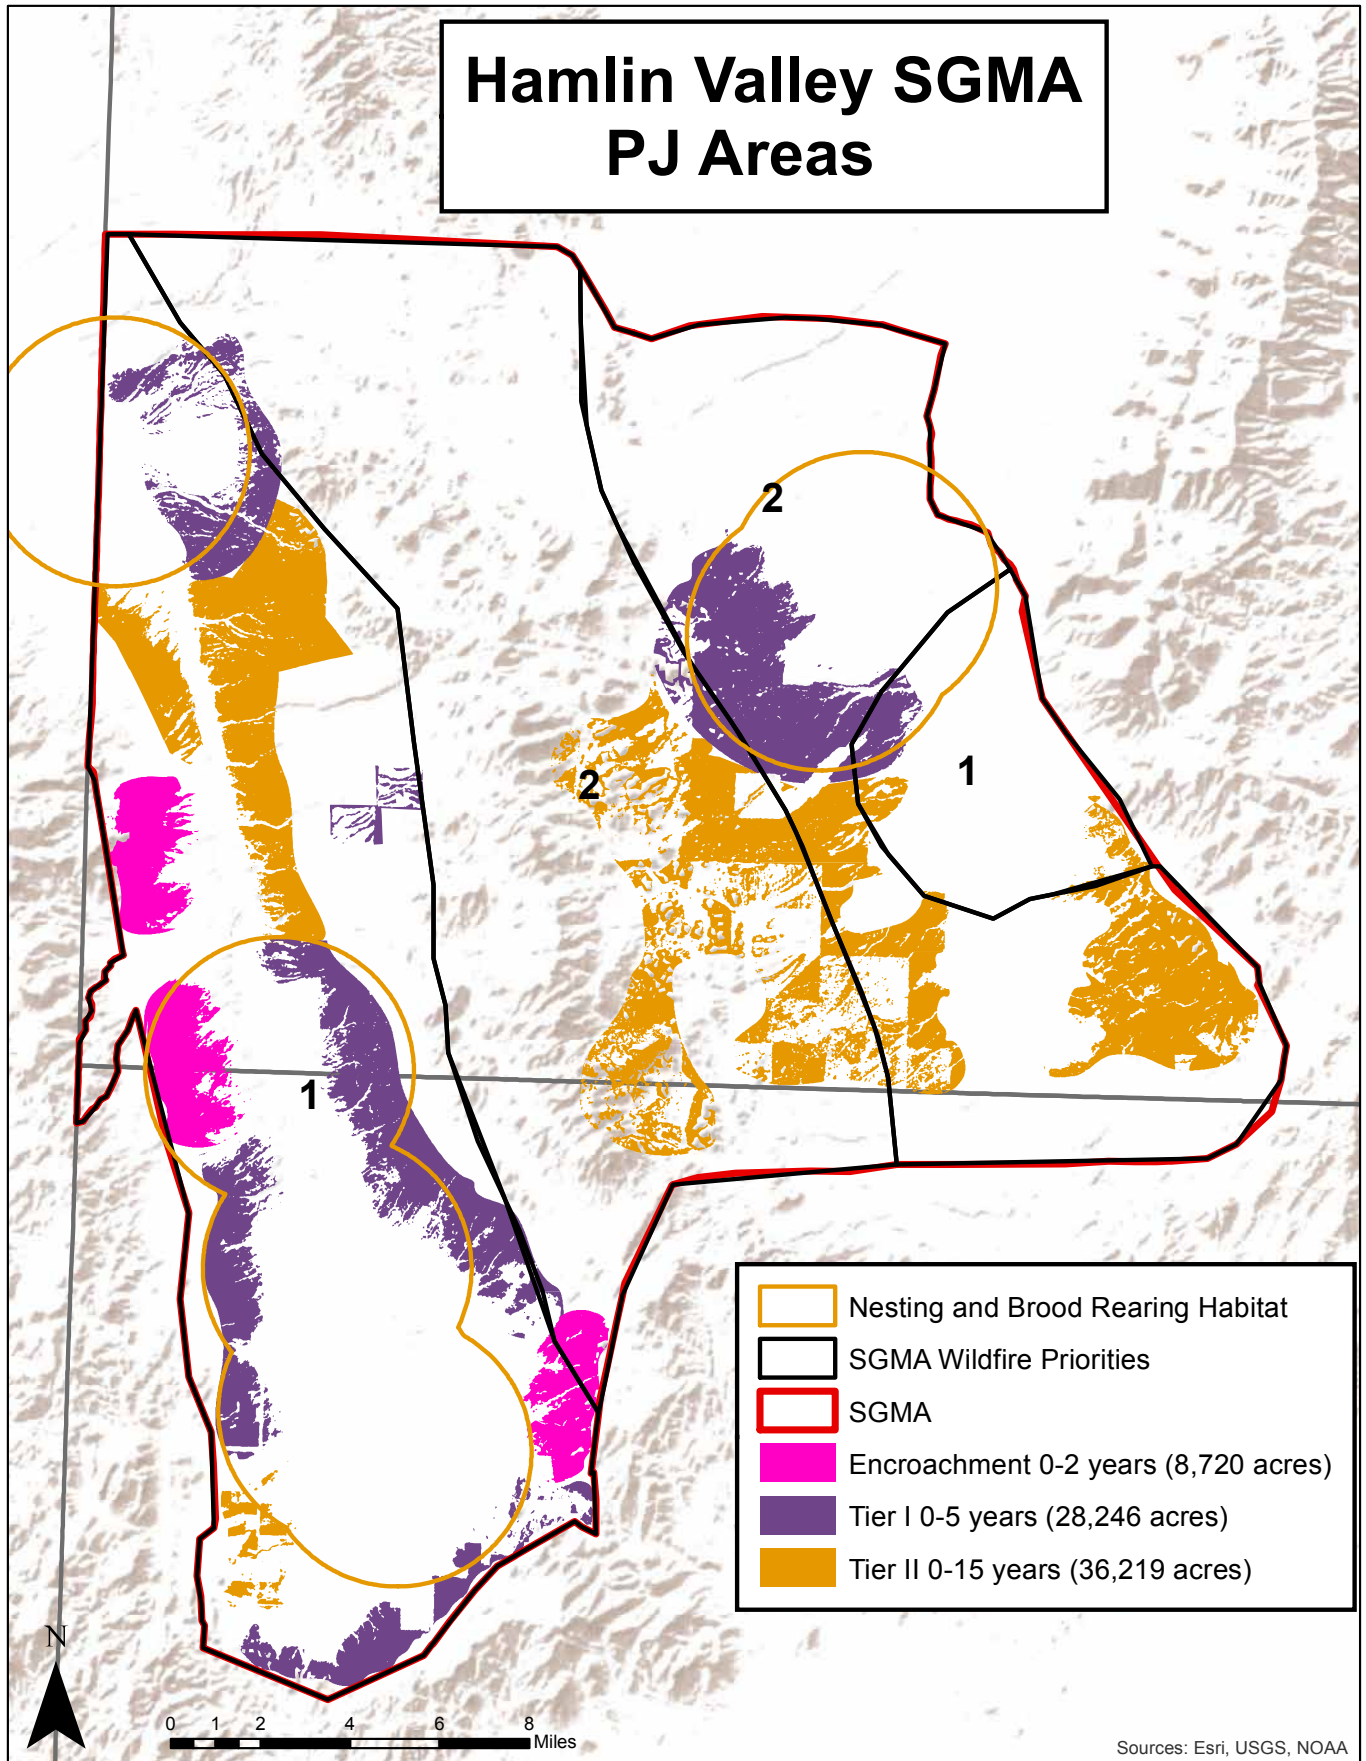 Hamlin Valley SGMA
PJ Areas
2
1
2
1
Nesting and Brood Rearing Habitat
SGMA Wildfire Priorities
SGMA
Encroachment 0-2 years (8,720 acres)
Tier I 0-5 years (28,246 acres)
Tier II 0-15 years (36,219 acres)
N
0 1 2 4 6 8
Miles
Sources: Esri, USGS, NOAA